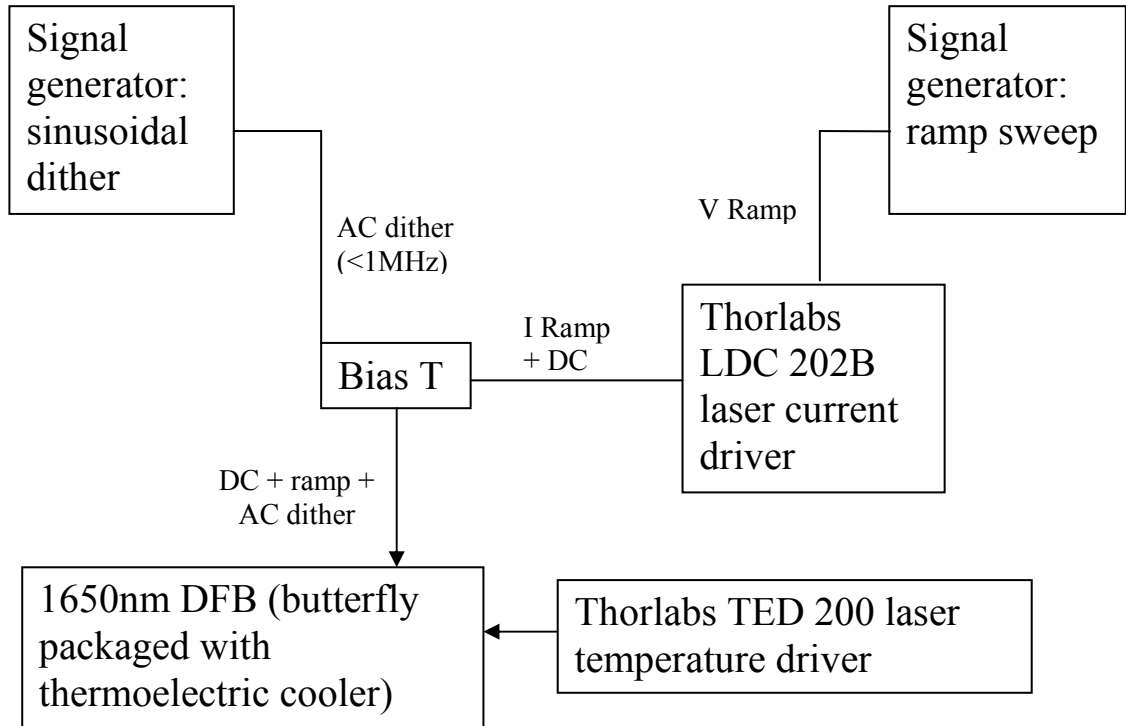 Signal
generator:
sinusoidal
dither
Signal
generator:
ramp sweep
V Ramp
AC dither
(<1MHz)
I Ramp
+ DC
Thorlabs
LDC 202B
laser current
driver
Bias T
DC + ramp +
AC dither
1650nm DFB (butterfly
packaged with
thermoelectric cooler)
Thorlabs TED 200 laser
temperature driver